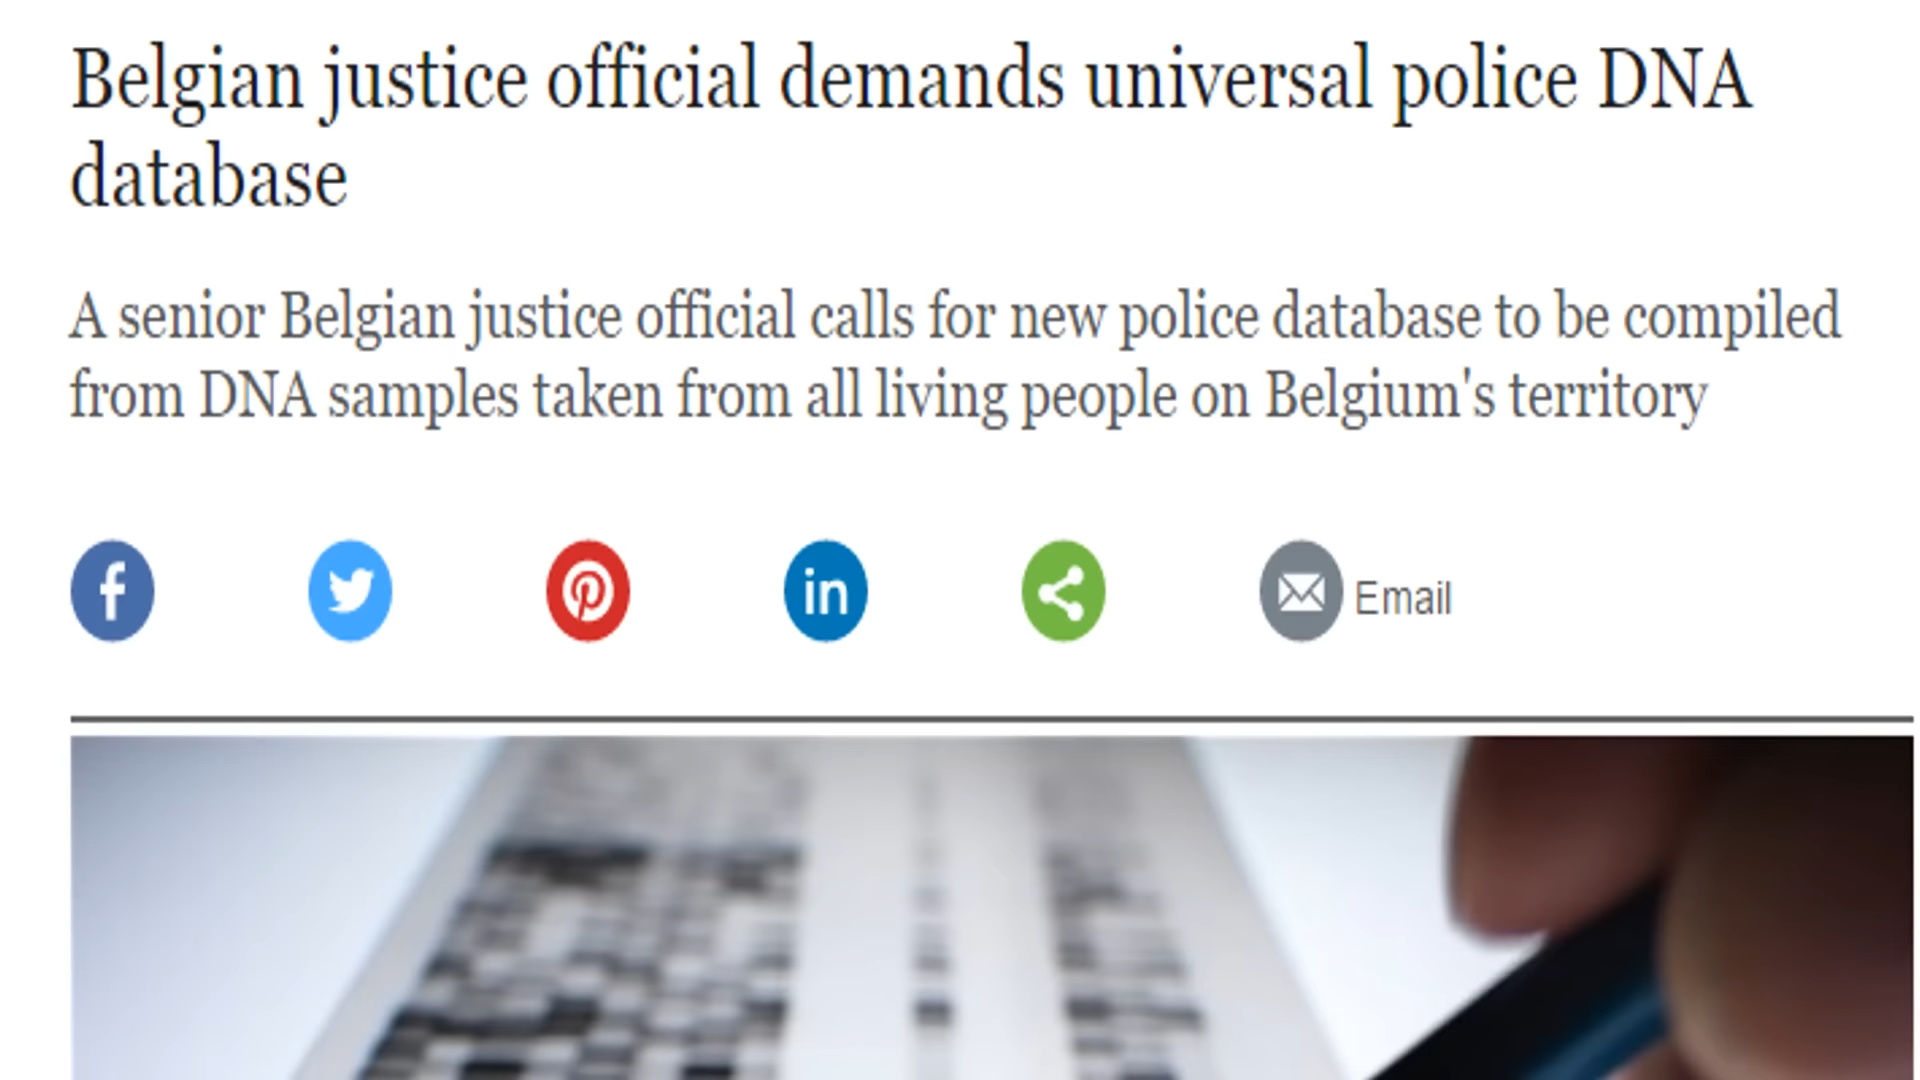 Belgian justice official demands universal police DNA
database
A senior Belgian justice official calls for new police database to be compiled
from DNA samples taken from all living people on Belgium's territory
f
in
Email